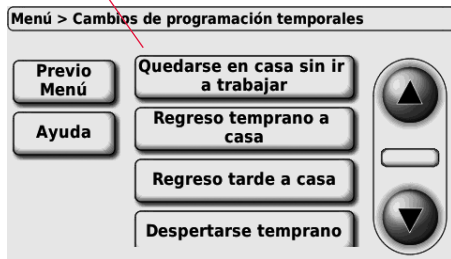 Menú > Cambios de programación temporales
Previo
Menú
Ayuda
Quedarse en casa sin ir
a trabajar
Regreso temprano a
casa
Regreso tarde a casa
Despertarse temprano